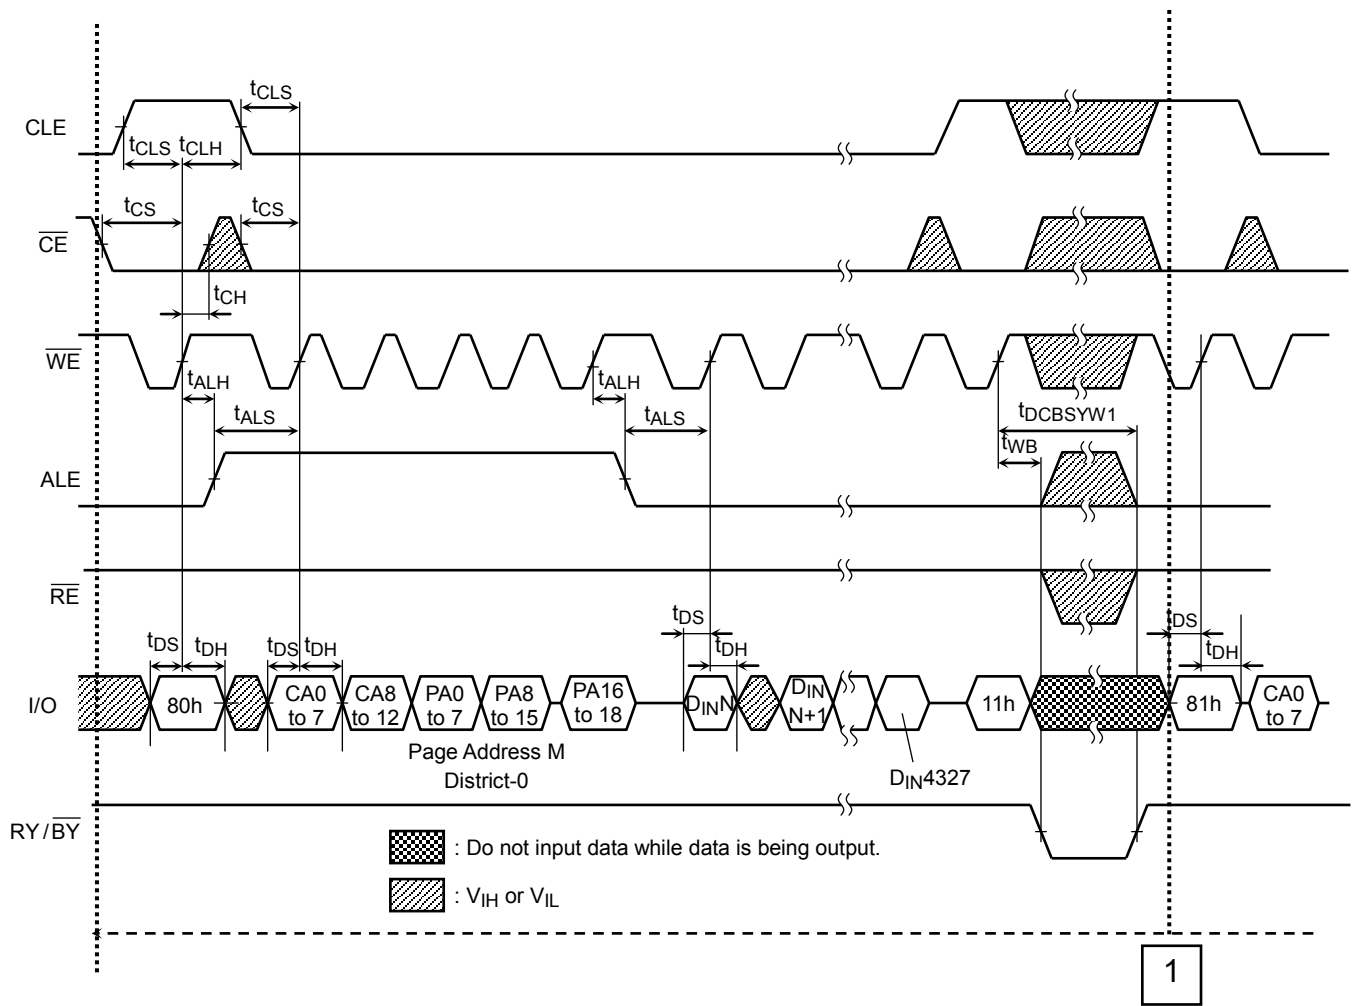 tCLS
CLE
tCLS tCLH
tCS tCS
CE
tCH
WE
tALH tALH
tALS tALS tDCBSYW1
tWB
ALE
RE
tDS tDS
tDS tDH tDS tDH tDH tDH
I/O 80h CA0 to 7 CA8 to 12 PA0 to 7 PA8 to 15 PA16 to 18 DINN DIN N+1 11h 81h CA0 to 7
Page Address M
District-0
DIN4327
RY/BY
: Do not input data while data is being output.
: VIH or VIL
1